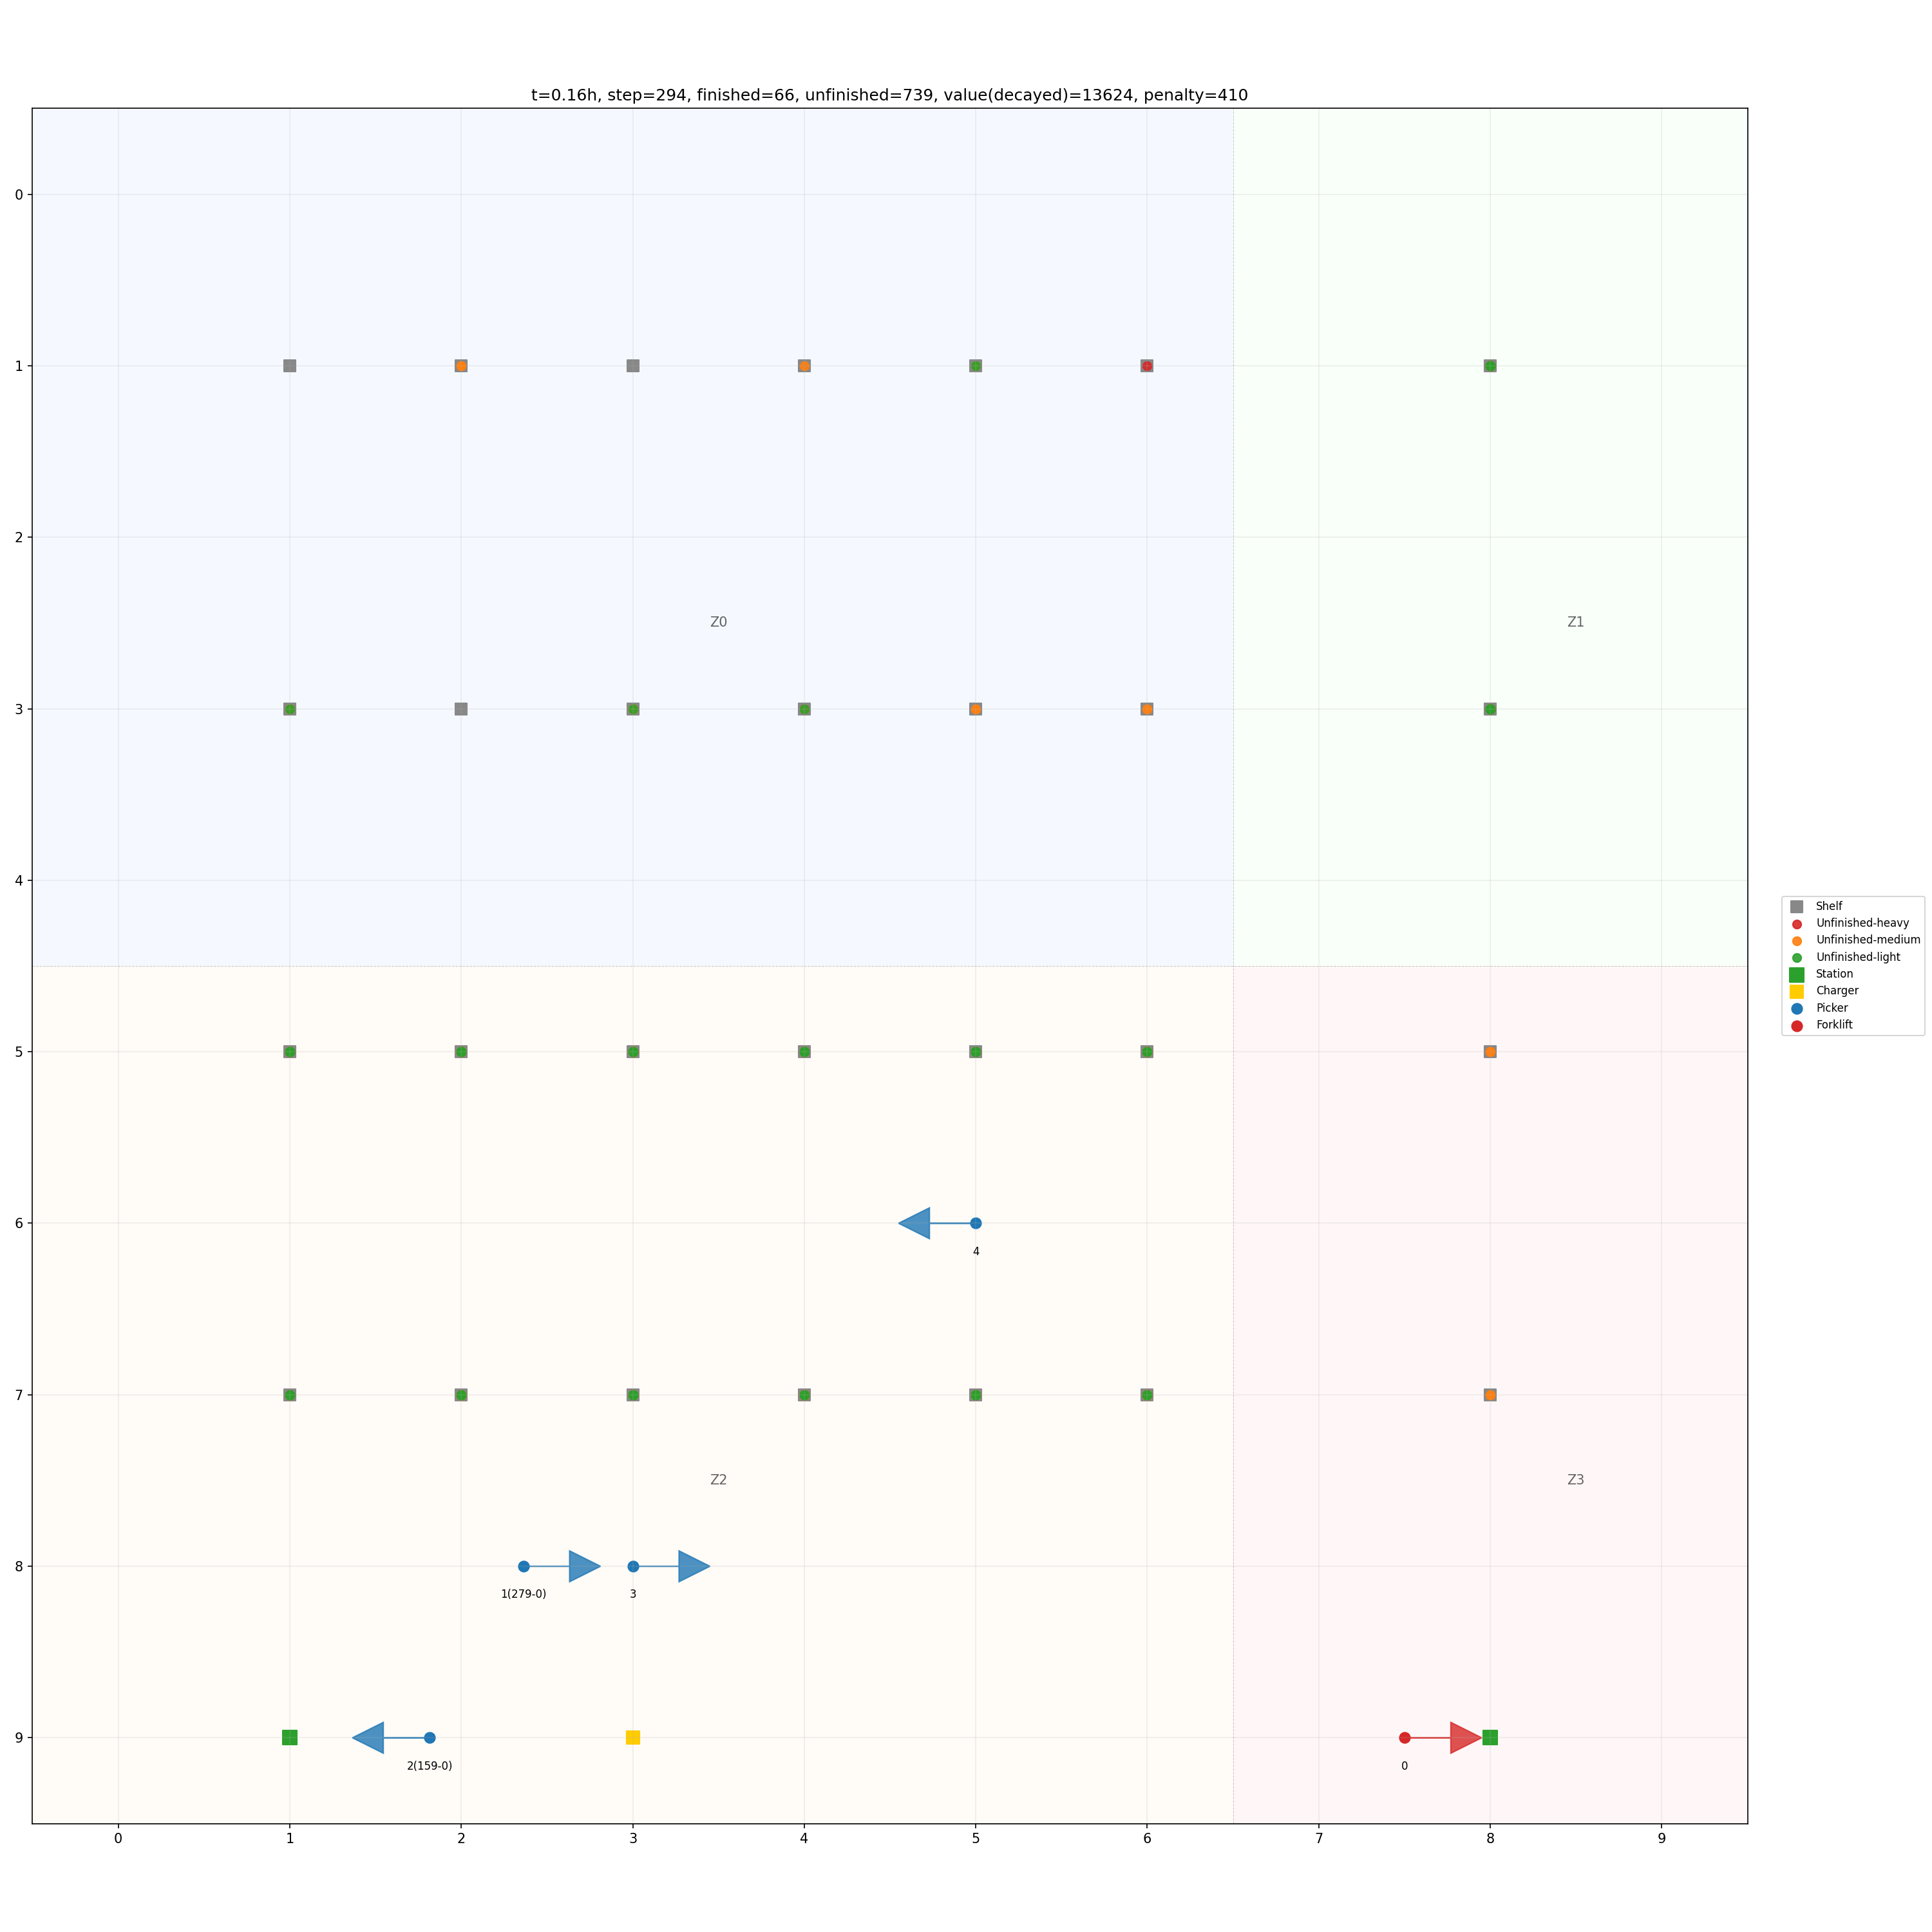 t=0.16h, step=294, finished=66, unfinished=739, value(decayed)=13624, penalty=410
0
1
2
Z0
Z1
3
4
Shelf
Unfinished-heavy
Unfinished-medium
Unfinished-light
Station
Charger
Picker
Forklift
5
6
4
7
Z2
Z3
8
1(279-0)
3
9
2(159-0)
0
0
1
2
3
4
5
6
7
8
9